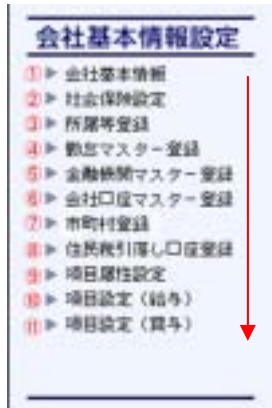 会社基本情報設定
① ▶ 会社基本情報
② ▶ 社会保険設定
③ ▶ 所属等登録
④ ▶ 勤怠マスター登録
⑤ ▶ 金融機関マスター登録
⑥ ▶ 会社口座マスター登録
⑦ ▶ 市町村登録
⑧ ▶ 住民税引落し口座登録
⑨ ▶ 項目属性設定
⑩ ▶ 項目設定（給与）
⑪ ▶ 項目設定（賞与）